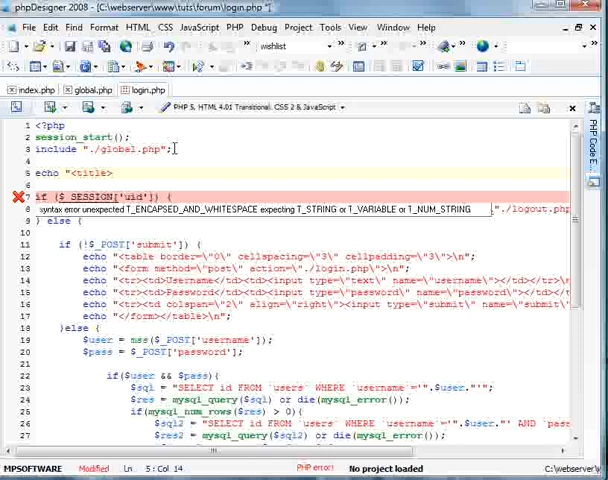 phpDesigner 2008 - [C:\webserver\www\tuts\forum\login.php *]
File Edit Find Format HTML CSS JavaScript PHP Debug Project Tools View Window Help
wishlist
index.php global.php login.php
PHP 5, HTML 4.01 Transitional, CSS 2 & JavaScript
1 <?php
2 session_start();
3 include "./global.php";
4
5 echo "<title>
7 if ($_SESSION['uid']) {
syntax error unexpected T_ENCAPSED_AND_WHITESPACE expecting T_STRING or T_VARIABLE or T_NUM_STRING "./logout.php
9 } else {
10
11 if (!$_POST['submit']) {
12 echo "<table border=\"0\" cellspacing=\"3\" cellpadding=\"3\">\n";
13 echo "<form method=\"post\" action=\"./login.php\">\n";
14 echo "<tr><td>Username</td><td><input type=\"text\" name=\"username\"></td></tr>\n
15 echo "<tr><td>Password</td><td><input type=\"password\" name=\"password\"></td></t
16 echo "<tr><td colspan=\"2\" align=\"right\"><input type=\"submit\" name=\"submit\"
17 echo "</form></table>\n";
18 }else {
19 $user = mss($_POST['username']);
20 $pass = $_POST['password'];
21
22 if($user && $pass){
23 $sql = "SELECT id FROM `users` WHERE `username`='".$user."'";
24 $res = mysql_query($sql) or die(mysql_error());
25 if(mysql_num_rows($res) > 0){
26 $sql2 = "SELECT id FROM `users` WHERE `username`='".$user."' AND `pass
27 $res2 = mysql_query($sql2) or die(mysql_error());
PHP Code E
MPSOFTWARE Modified Ln 5 : Col 14 PHP error! No project loaded C:\webserver\w